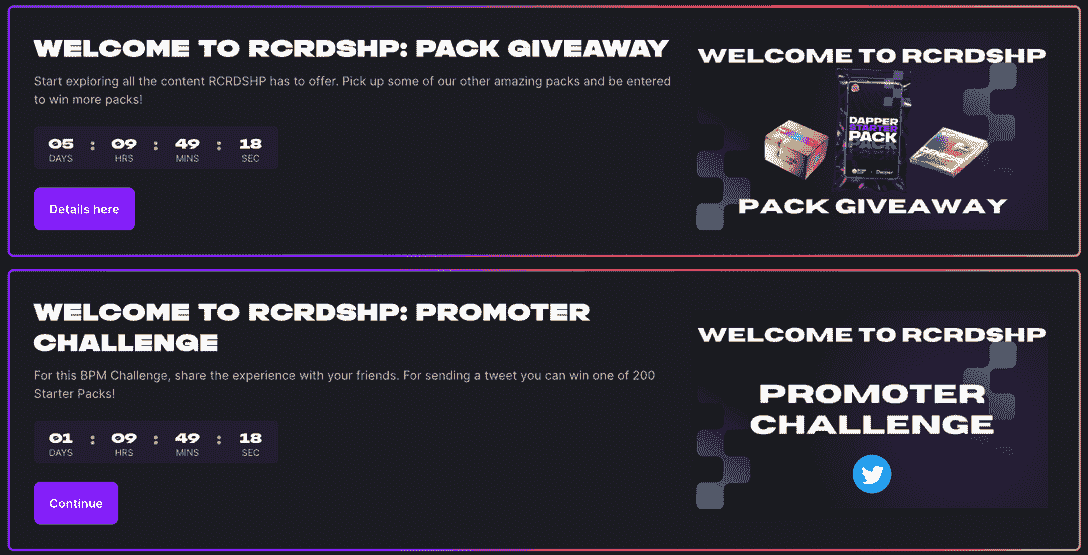 WELCOME TO RCRDSHP: PACK GIVEAWAY
Start exploring all the content RCRDSHP has to offer. Pick up some of our other amazing packs and be entered
to win more packs!
05 : 09 : 49 : 18
DAYS HRS MINS SEC
Details here
WELCOME TO RCRDSHP
DAPPER
STARTER
PACK
PACK GIVEAWAY
WELCOME TO RCRDSHP: PROMOTER
CHALLENGE
For this BPM Challenge, share the experience with your friends. For sending a tweet you can win one of 200
Starter Packs!
01 : 09 : 49 : 18
DAYS HRS MINS SEC
Continue
WELCOME TO RCRDSHP
PROMOTER
CHALLENGE